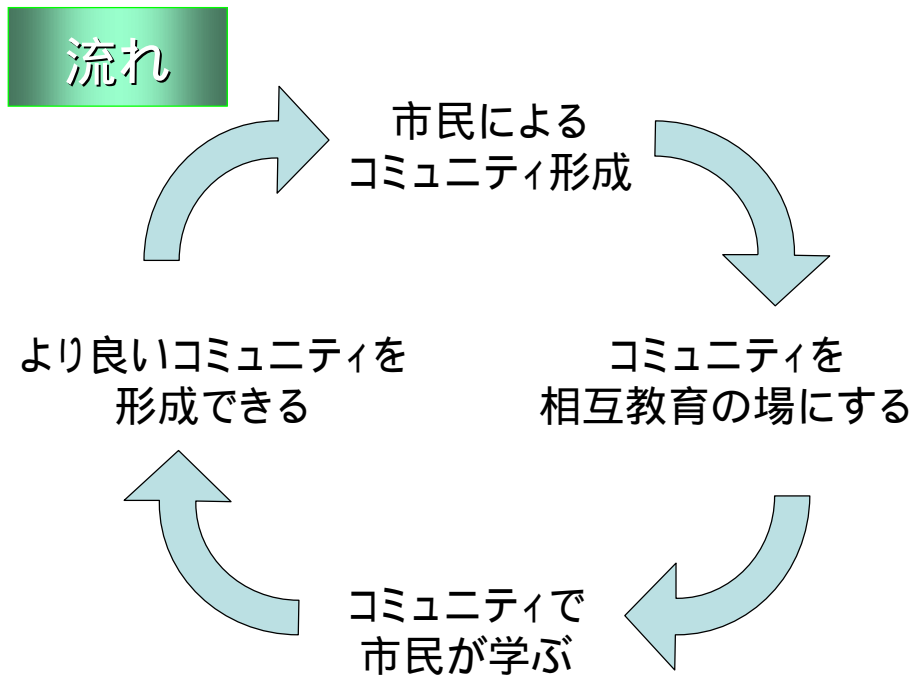 流れ
市民による
コミュニティ形成
コミュニティを
相互教育の場にする
コミュニティで
市民が学ぶ
より良いコミュニティを
形成できる